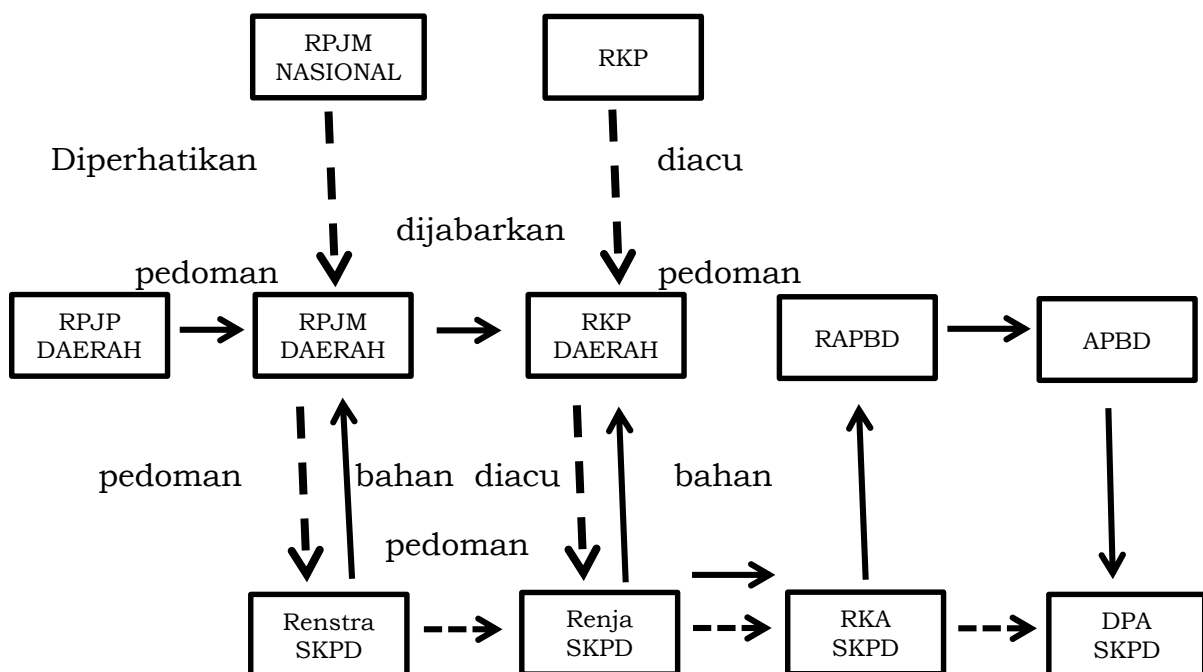 RPJM
NASIONAL
RKP
Diperhatikan
diacu
dijabarkan
pedoman
pedoman
RPJP
DAERAH
RPJM
DAERAH
RKP
DAERAH
RAPBD
APBD
pedoman
bahan
diacu
bahan
pedoman
Renstra
SKPD
Renja
SKPD
RKA
SKPD
DPA
SKPD